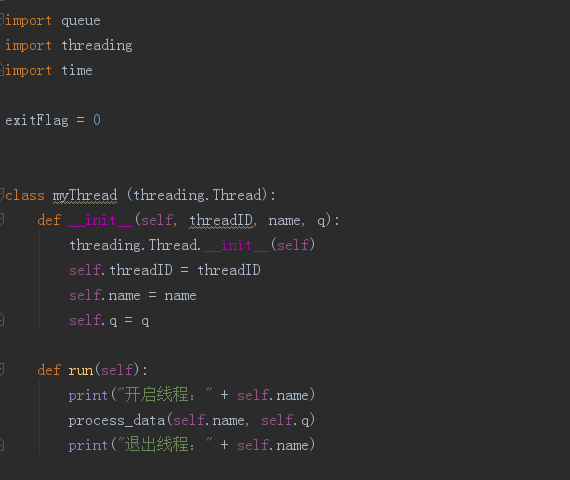 import queue
import threading
import time
exitFlag = 0
class myThread (threading.Thread):
def __init__(self, threadID, name, q):
threading.Thread.__init__(self)
self.threadID = threadID
self.name = name
self.q = q
def run(self):
print("开启线程：" + self.name)
process_data(self.name, self.q)
print("退出线程：" + self.name)